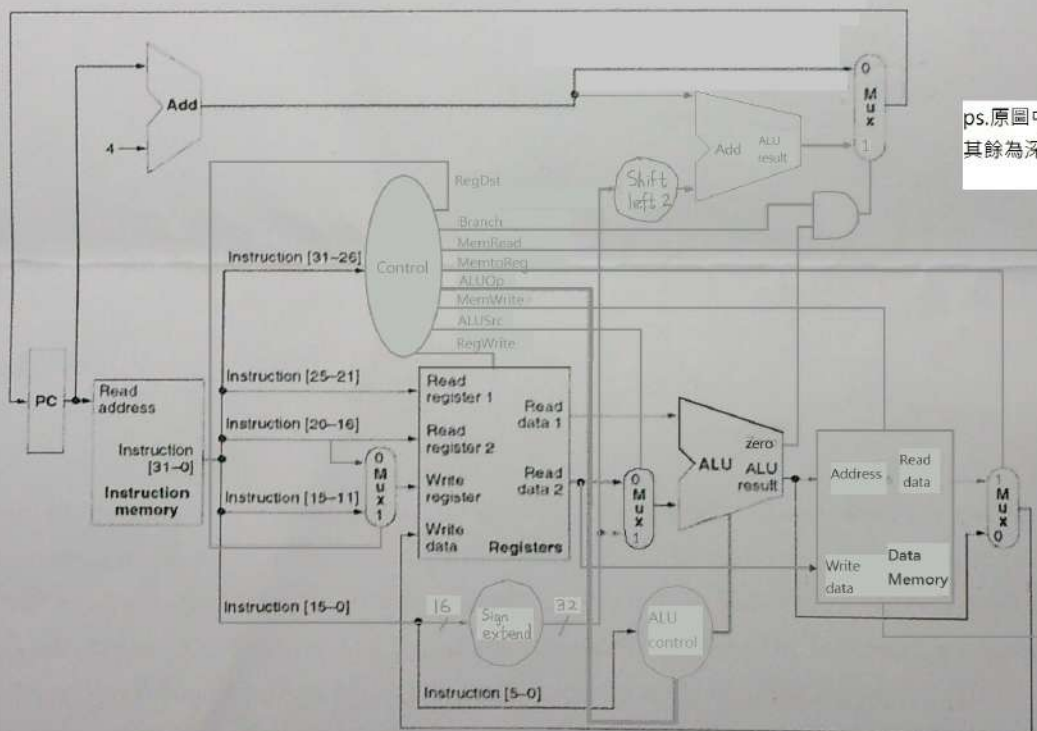 0
M
u
x
1
Add
4
Add
ALU
result
ps.原圖中
其餘為深
Shift
left 2
RegDst
Branch
MemRead
MemtoReg
ALUOp
MemWrite
ALUSrc
RegWrite
Control
Instruction [31–26]
Instruction [25–21]
Instruction [20–16]
Instruction [15–11]
Instruction [15–0]
Instruction [5–0]
PC
Read
address
Instruction
[31–0]
Instruction
memory
0
M
u
x
1
Read
register 1
Read
register 2
Write
register
Write
data
Read
data 1
Read
data 2
Registers
0
M
u
x
1
zero
ALU
ALU
result
Address
Read
data
Write
data
Data
Memory
1
M
u
x
0
16
Sign
extend
32
ALU
control